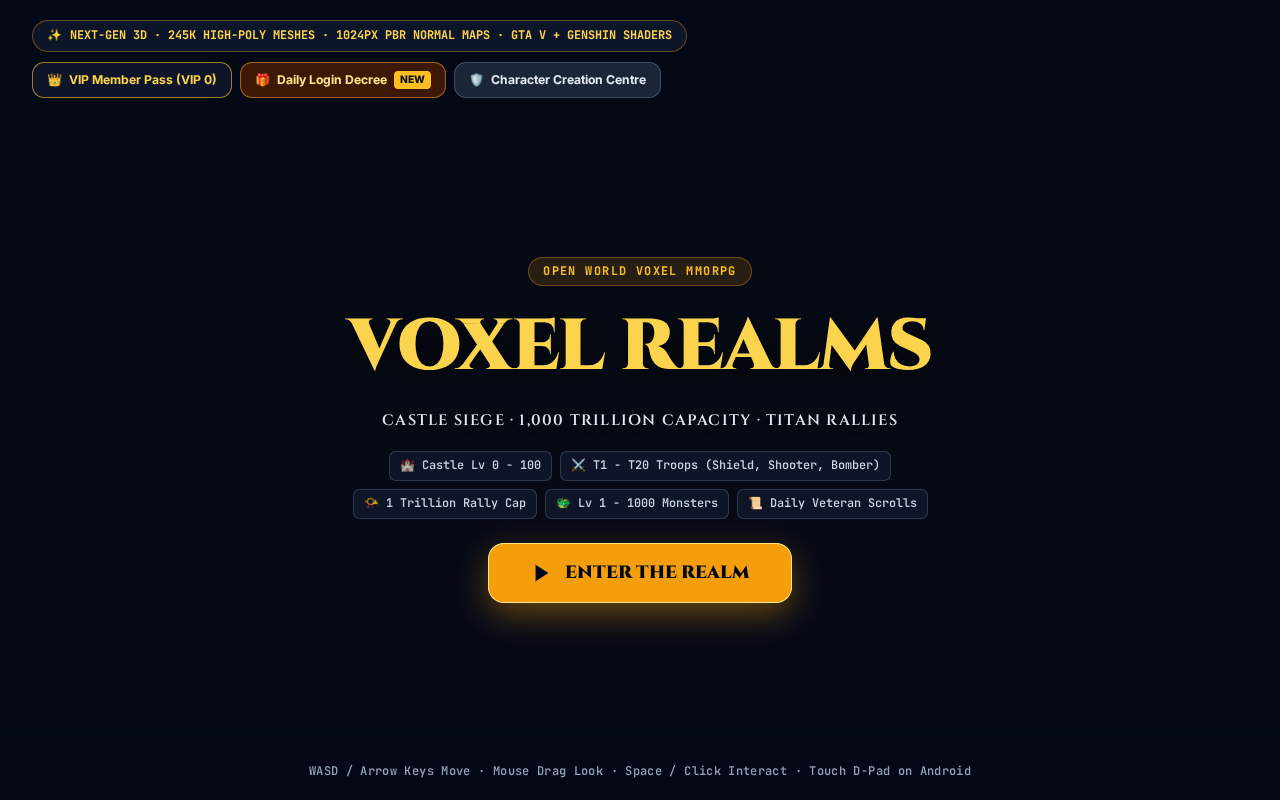 ✨ NEXT-GEN 3D · 245K HIGH-POLY MESHES · 1024PX PBR NORMAL MAPS · GTA V + GENSHIN SHADERS
👑 VIP Member Pass (VIP 0) 🎁 Daily Login Decree NEW 🛡️ Character Creation Centre
OPEN WORLD VOXEL MMORPG
VOXEL REALMS
CASTLE SIEGE · 1,000 TRILLION CAPACITY · TITAN RALLIES
🏰 Castle Lv 0 - 100 ⚔️ T1 - T20 Troops (Shield, Shooter, Bomber)
📯 1 Trillion Rally Cap 🐲 Lv 1 - 1000 Monsters 📜 Daily Veteran Scrolls
▶ ENTER THE REALM
WASD / Arrow Keys Move · Mouse Drag Look · Space / Click Interact · Touch D-Pad on Android